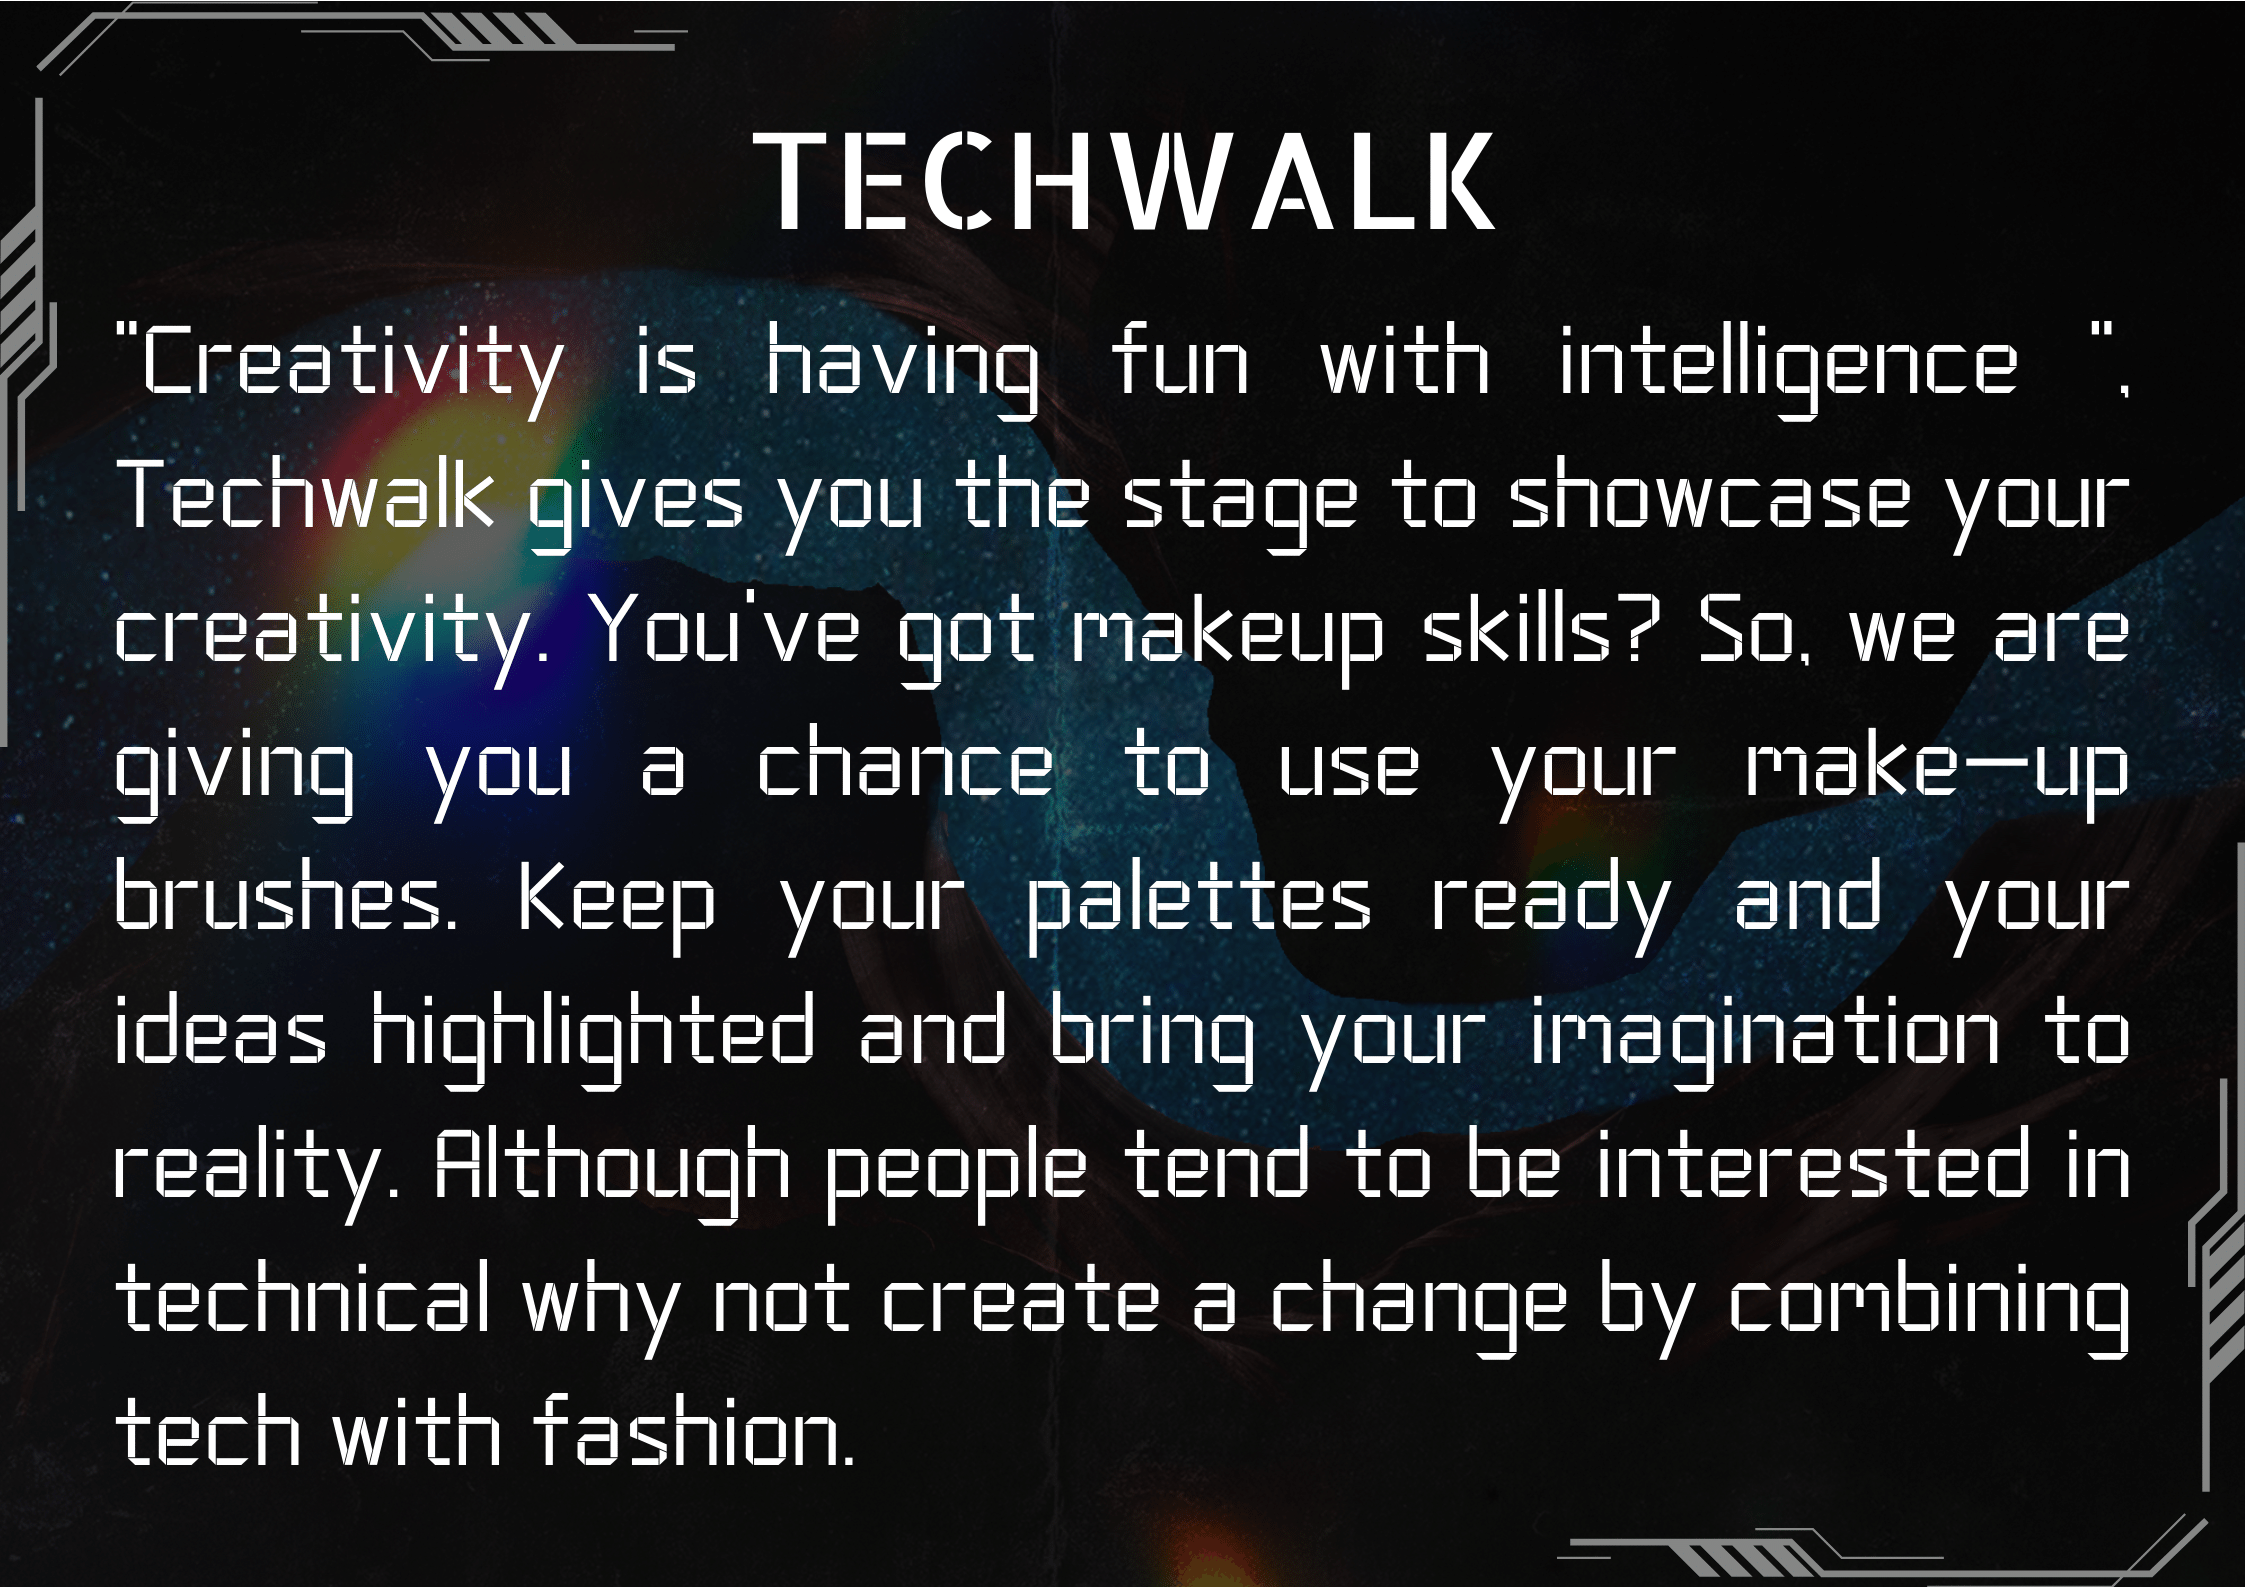 TECHWALK
"Creativity is having fun with intelligence ",
Techwalk gives you the stage to showcase your
creativity. You've got makeup skills? So, we are
giving you a chance to use your make-up
brushes. Keep your palettes ready and your
ideas highlighted and bring your imagination to
reality. Although people tend to be interested in
technical why not create a change by combining
tech with fashion.